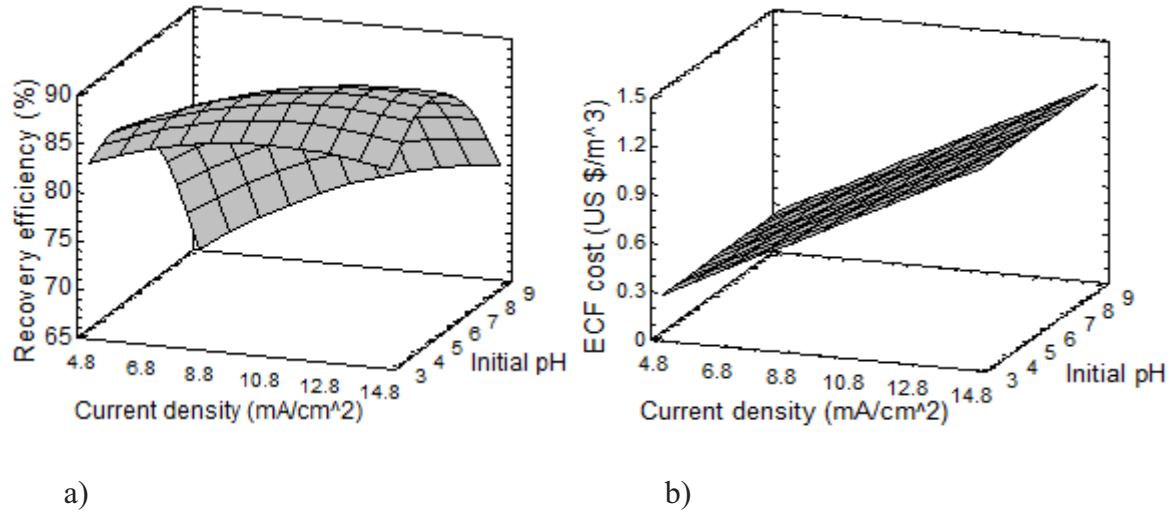 Recovery efficiency (%)
90
85
80
75
70
65
4.8 6.8 8.8 10.8 12.8 14.8
Current density (mA/cm^2)
3 4 5 6 7 8 9
Initial pH
a)
ECF cost (US $/m^3)
1.5
1.2
0.9
0.6
0.3
0
4.8 6.8 8.8 10.8 12.8 14.8
Current density (mA/cm^2)
3 4 5 6 7 8 9
Initial pH
b)